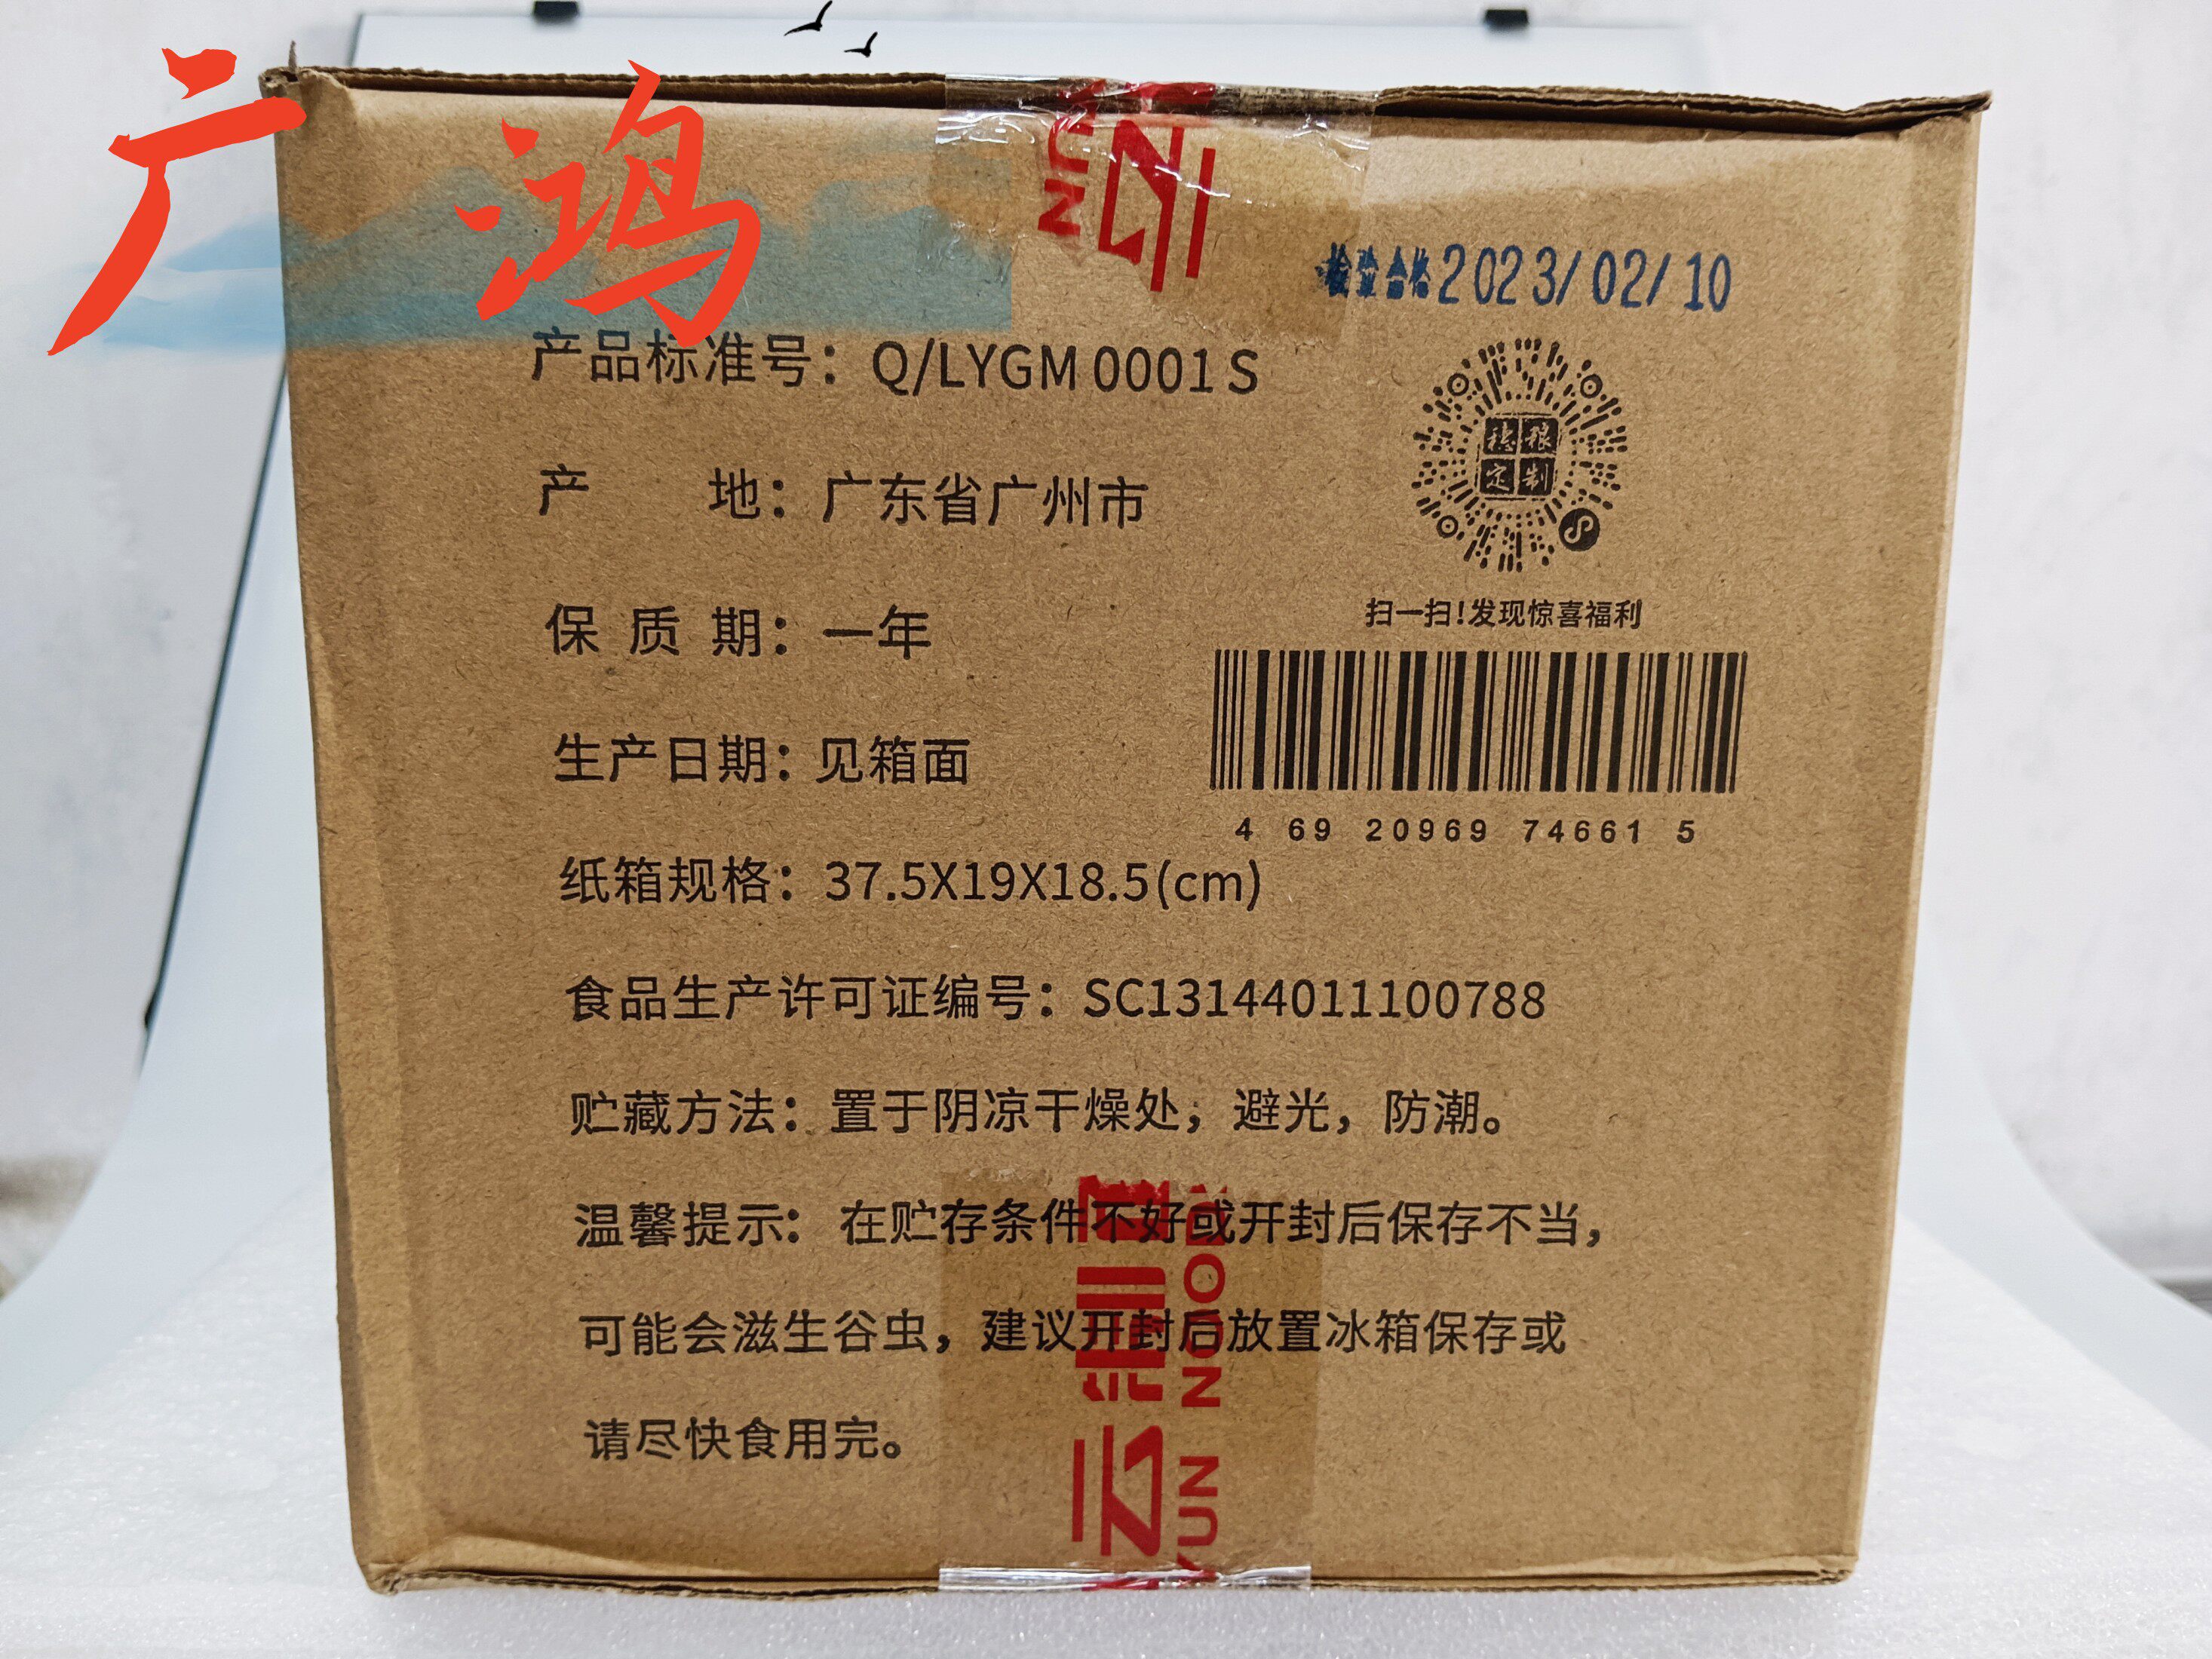 广鸿
检验合格2023/02/10
产品标准号：Q/LYGM 0001 S
产 地：广东省广州市
稳粮
定制
扫一扫！发现惊喜福利
保 质 期：一年
生产日期：见箱面
4 69 20969 74661 5
纸箱规格：37.5X19X18.5(cm)
食品生产许可证编号：SC13144011100788
贮藏方法：置于阴凉干燥处，避光，防潮。
温馨提示：在贮存条件不好或开封后保存不当，
可能会滋生谷虫，建议开封后放置冰箱保存或
请尽快食用完。
YUN NOO